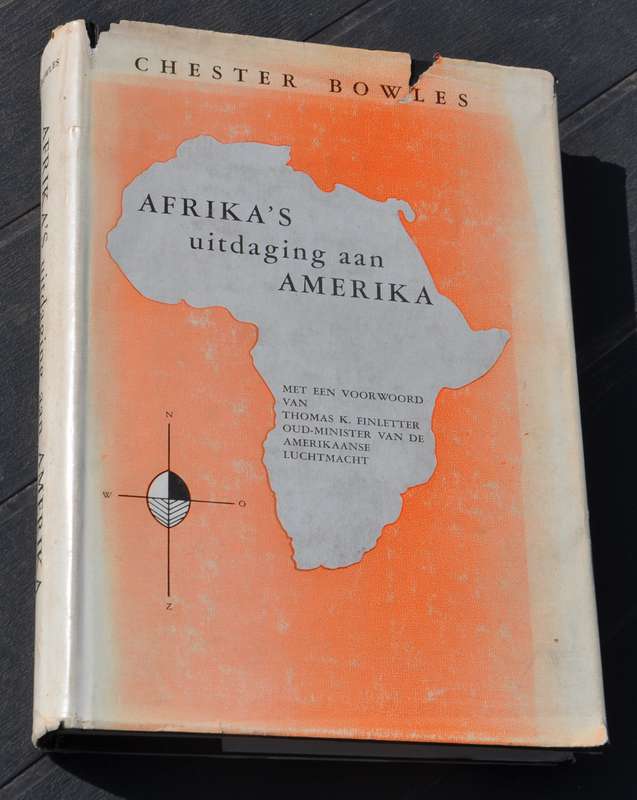 CHESTER BOWLES
AFRIKA'S
uitdaging aan
AMERIKA
MET EEN VOORWOORD
VAN
THOMAS K. FINLETTER
OUD-MINISTER VAN DE
AMERIKAANSE
LUCHTMACHT
N
W
O
Z
BOWLES
AFRIKA'S uitdaging aan AMERIKA